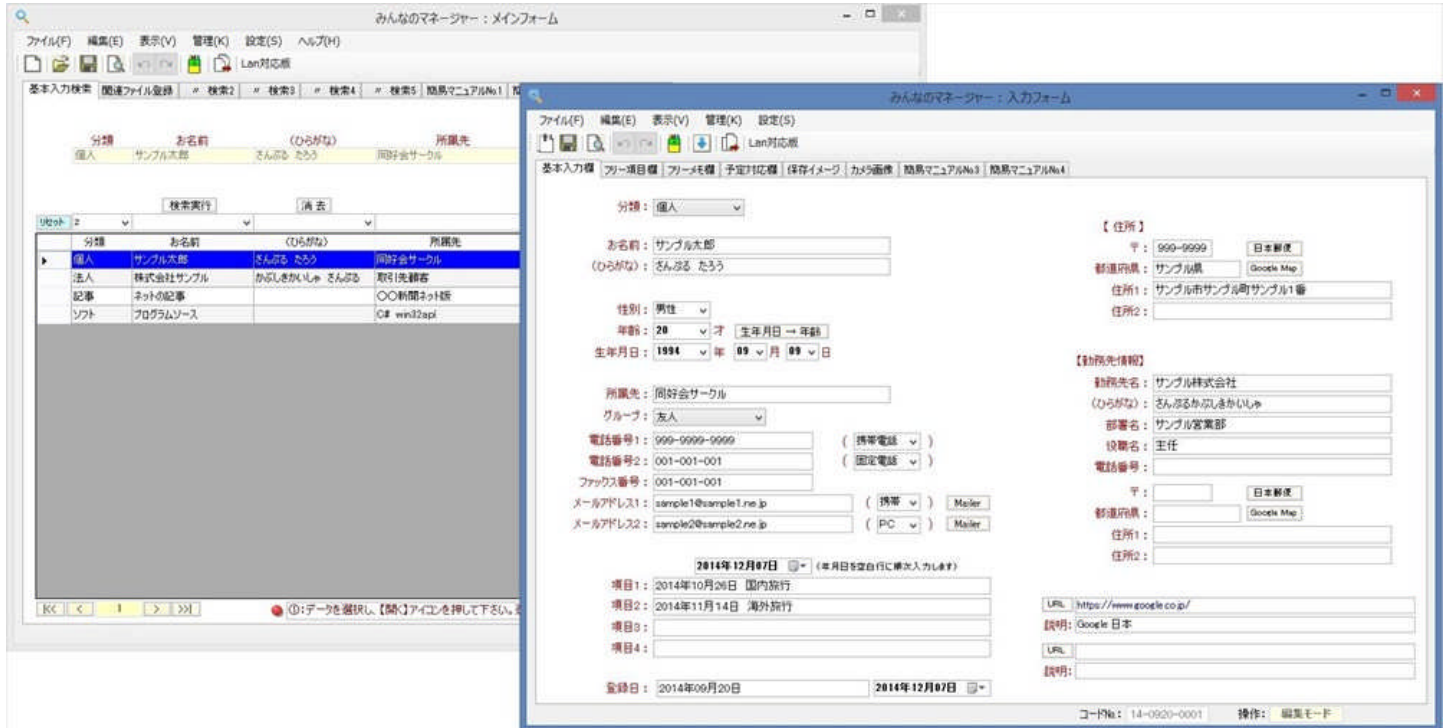 みんなのマネージャー：メインフォーム
ファイル(F) 編集(E) 表示(V) 管理(K) 設定(S) ヘルプ(H)
Lan対応版
基本入力検索 関連ファイル登録 〃 検索2 〃 検索3 〃 検索4 〃 検索5 簡易マニュアルNo.1
分類 お名前 (ひらがな) 所属先
個人 サンプル太郎 さんぷる たろう 同好会サークル
検索実行 消去
リセット 2
分類 お名前 (ひらがな) 所属先
個人 サンプル太郎 さんぷる たろう 同好会サークル
法人 株式会社サンプル かぶしきかいしゃ さんぷる 取引先顧客
記事 ネットの記事 〇〇新聞ネット版
ソフト プログラムソース C# win32api
|<< < 1 > >>|
①:データを選択し、【開く】アイコンを押して下さい。
みんなのマネージャー：入力フォーム
ファイル(F) 編集(E) 表示(V) 管理(K) 設定(S)
Lan対応版
基本入力欄 フリー項目欄 フリーメモ欄 予定対応欄 保存イメージ カメラ画像 簡易マニュアルNo.3 簡易マニュアルNo.4
分類： 個人
お名前： サンプル太郎
(ひらがな)： さんぷる たろう
性別： 男性
年齢： 20 才 生年月日 → 年齢
生年月日： 1994 年 09 月 09 日
所属先： 同好会サークル
グループ： 友人
電話番号1： 999-9999-9999 ( 携帯電話 )
電話番号2： 001-001-001 ( 固定電話 )
ファックス番号： 001-001-001
メールアドレス1： sample1@sample1.ne.jp ( 携帯 ) Mailer
メールアドレス2： sample2@sample2.ne.jp ( PC ) Mailer
2014年12月07日 (年月日を空白行に順次入力します)
項目1： 2014年10月26日 国内旅行
項目2： 2014年11月14日 海外旅行
項目3：
項目4：
登録日： 2014年09月20日 2014年12月07日
【 住所 】
〒： 999-9999 日本郵便
都道府県： サンプル県 Google Map
住所1： サンプル市サンプル町サンプル1番
住所2：
【勤務先情報】
勤務先名： サンプル株式会社
(ひらがな)： さんぷるかぶしきかいしゃ
部署名： サンプル営業部
役職名： 主任
電話番号：
〒： 日本郵便
都道府県： Google Map
住所1：
住所2：
URL https://www.google.co.jp/
説明: Google 日本
URL
説明:
コードNo.： 14-0920-0001 操作： 編集モード